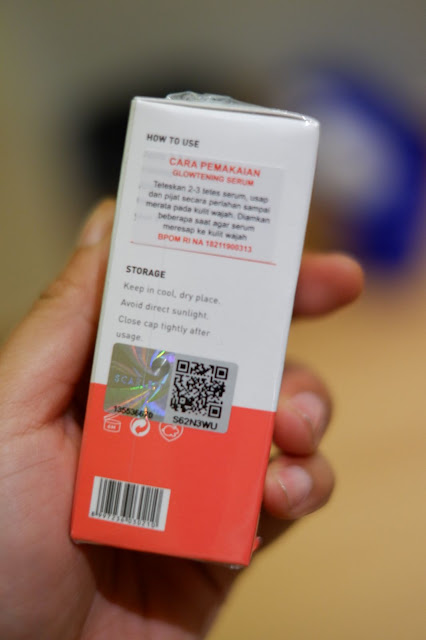 HOW TO USE
CARA PEMAKAIAN
GLOWTENING SERUM
Teteskan 2-3 tetes serum, usap
dan pijat secara perlahan sampai
merata pada kulit wajah. Diamkan
beberapa saat agar serum
meresap ke kulit wajah
BPOM RI NA 18211900313
STORAGE
Keep in cool, dry place.
Avoid direct sunlight.
Close cap tightly after
usage.
135536620
S62N3WU